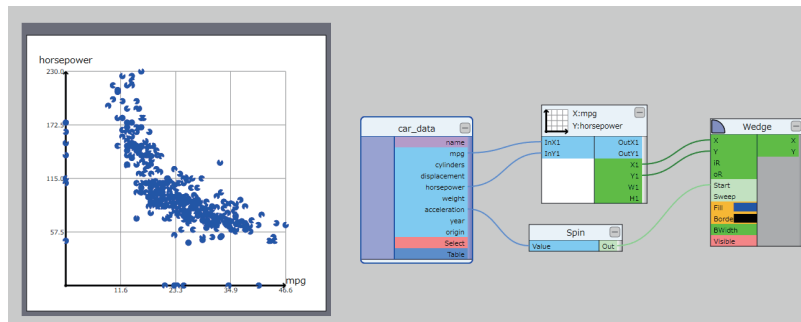 horsepower
230.0
172.5
115.0
57.5
11.6
23.3
34.9
46.6
mpg
car_data
name
mpg
cylinders
displacement
horsepower
weight
acceleration
year
origin
Select
Table
X:mpg
Y:horsepower
InX1 OutX1
InY1 OutY1
X1
Y1
W1
H1
Spin
Value Out
Wedge
X X
Y Y
iR
oR
Start
Sweep
Fill
Borde
BWidth
Visible